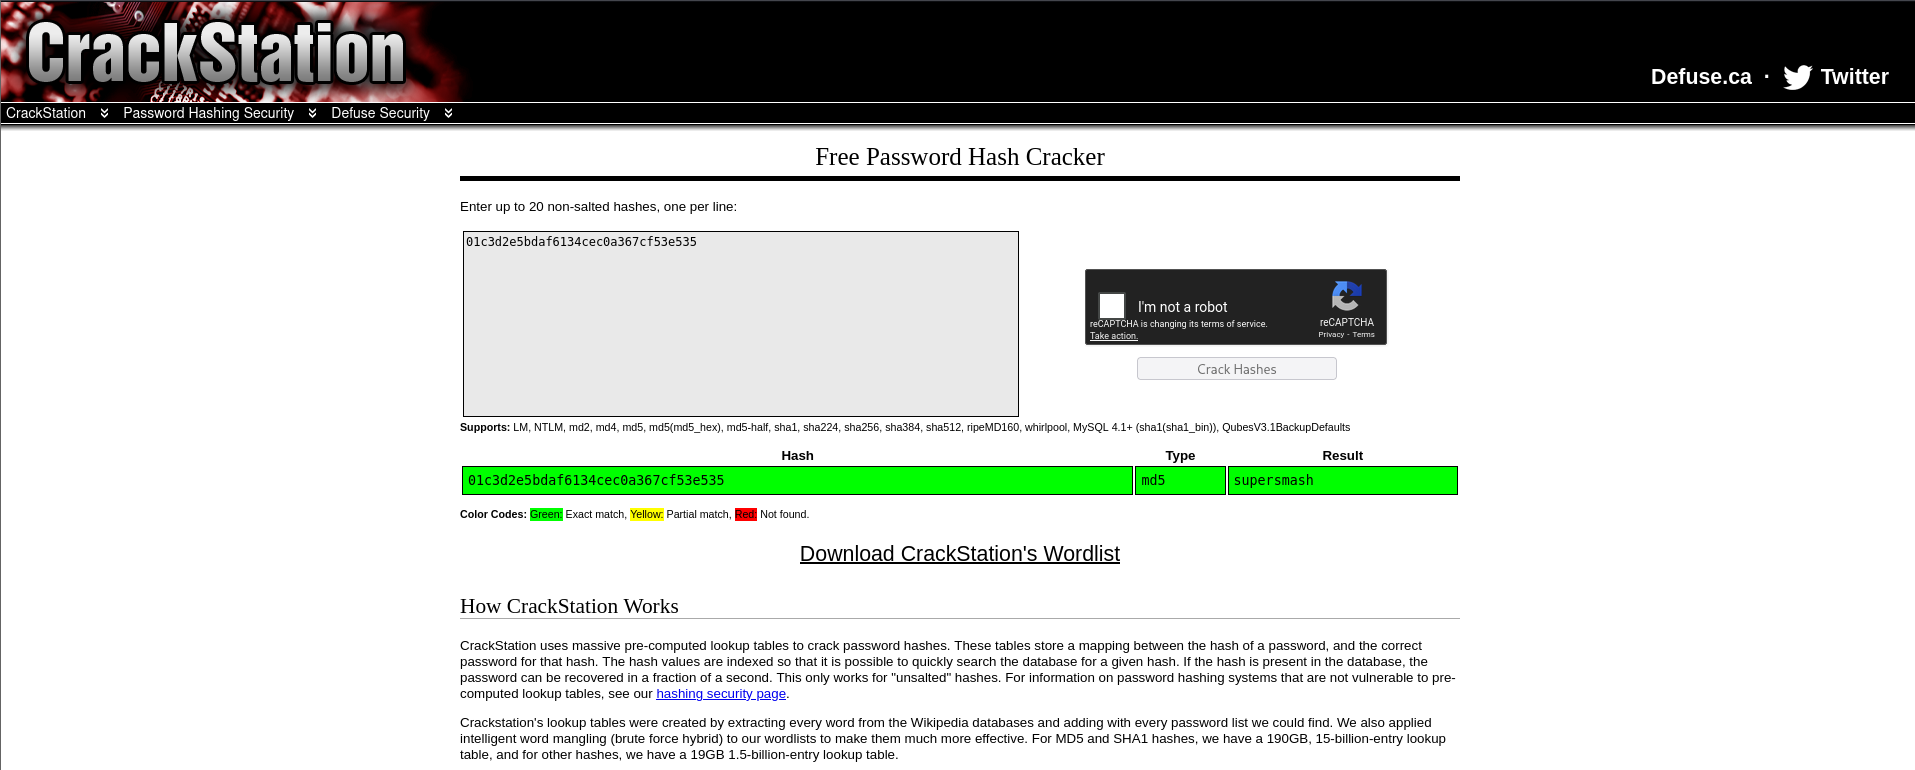 CrackStation
Defuse.ca · Twitter
CrackStation Password Hashing Security Defuse Security
Free Password Hash Cracker
Enter up to 20 non-salted hashes, one per line:
01c3d2e5bdaf6134cec0a367cf53e535
I'm not a robot
reCAPTCHA is changing its terms of service.
Take action.
reCAPTCHA
Privacy - Terms
Crack Hashes
Supports: LM, NTLM, md2, md4, md5, md5(md5_hex), md5-half, sha1, sha224, sha256, sha384, sha512, ripeMD160, whirlpool, MySQL 4.1+ (sha1(sha1_bin)), QubesV3.1BackupDefaults
Hash Type Result
01c3d2e5bdaf6134cec0a367cf53e535 md5 supersmash
Color Codes: Green: Exact match, Yellow: Partial match, Red: Not found.
Download CrackStation's Wordlist
How CrackStation Works
CrackStation uses massive pre-computed lookup tables to crack password hashes. These tables store a mapping between the hash of a password, and the correct
password for that hash. The hash values are indexed so that it is possible to quickly search the database for a given hash. If the hash is present in the database, the
password can be recovered in a fraction of a second. This only works for "unsalted" hashes. For information on password hashing systems that are not vulnerable to pre-
computed lookup tables, see our hashing security page.
Crackstation's lookup tables were created by extracting every word from the Wikipedia databases and adding with every password list we could find. We also applied
intelligent word mangling (brute force hybrid) to our wordlists to make them much more effective. For MD5 and SHA1 hashes, we have a 190GB, 15-billion-entry lookup
table, and for other hashes, we have a 19GB 1.5-billion-entry lookup table.